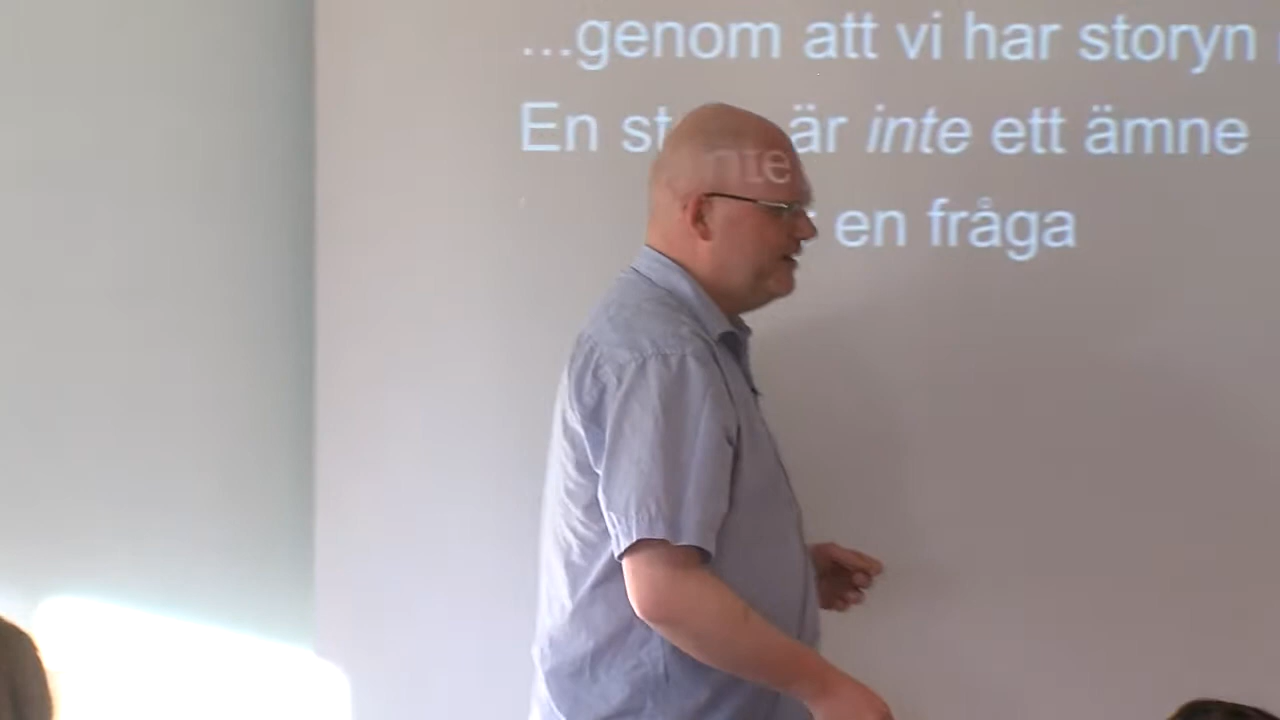 ...genom att vi har storyn
En är inte ett ämne
en fråga